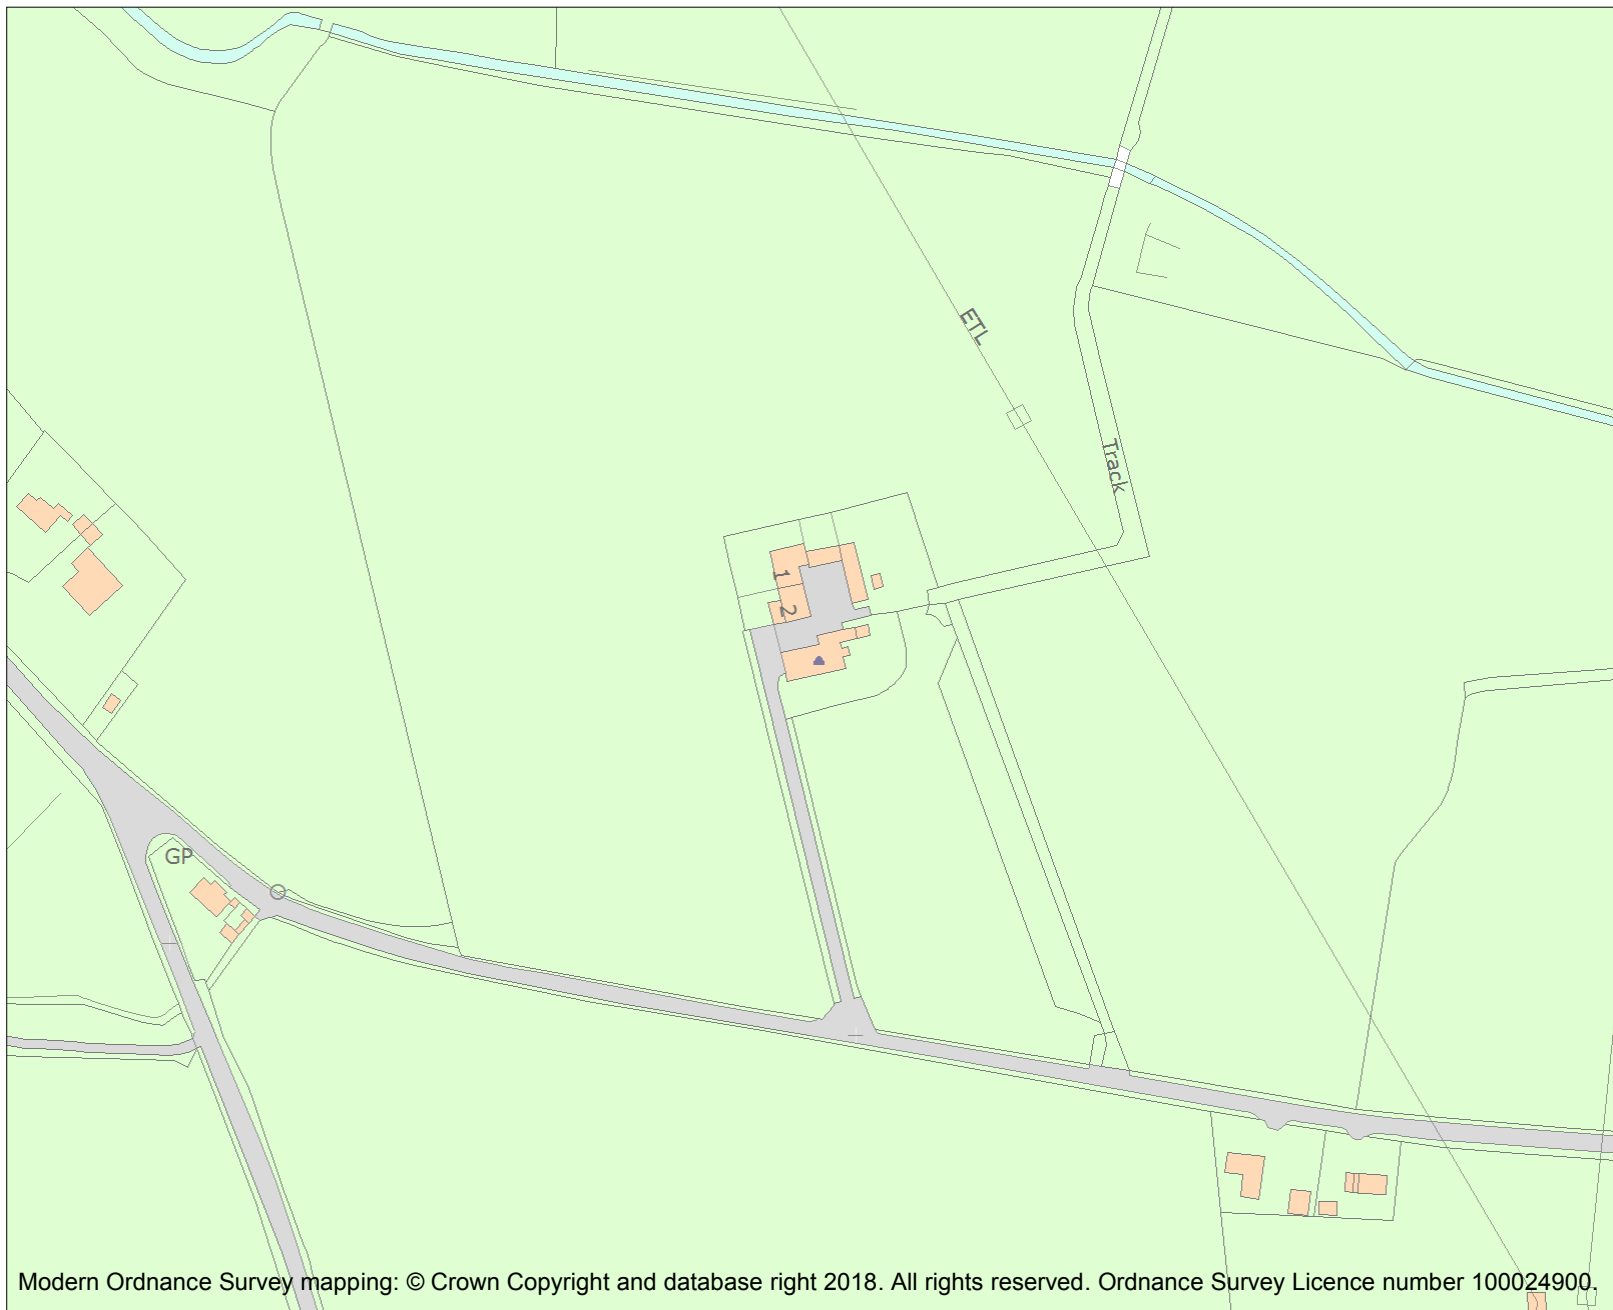 ETL
Track
1
2
GP
Modern Ordnance Survey mapping: © Crown Copyright and database right 2018. All rights reserved. Ordnance Survey Licence number 100024900.